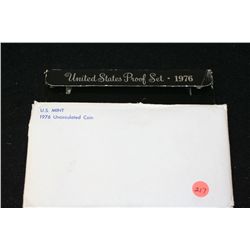 United States Proof Set • 1976
U.S. MINT
1976 Uncirculated Coin
217